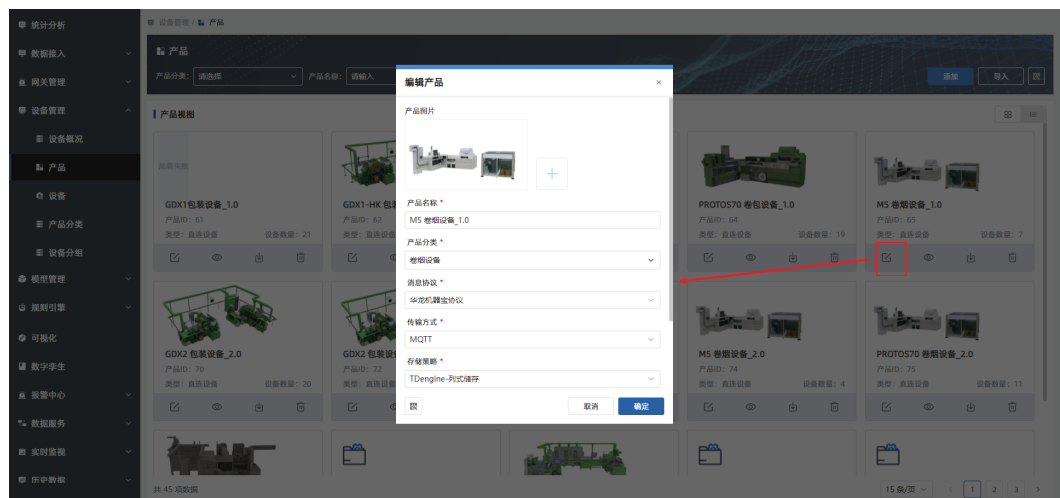 统计分析
设备管理 / 产品
数据接入
产品
网关管理
产品分类：
请选择
产品名称：
请输入
添加
导入
设备管理
产品视图
设备概况
产品
设备
产品分类
设备分组
模型管理
规则引擎
可视化
数字孪生
报警中心
数据服务
实时监视
历史数据
加载失败
GDX1包装设备_1.0
产品ID：61
类型：直连设备
设备数量：21
GDX1-HK 包
产品ID：62
类型：直连设备
PROTOS70 卷包设备_1.0
产品ID：64
类型：直连设备
设备数量：19
M5 卷烟设备_1.0
产品ID：65
类型：直连设备
设备数量：7
GDX2 包装设备_2.0
产品ID：70
类型：直连设备
设备数量：20
GDX2 包装设
产品ID：72
类型：直连设备
M5 卷烟设备_2.0
产品ID：74
类型：直连设备
设备数量：4
PROTOS70 卷烟设备_2.0
产品ID：75
类型：直连设备
设备数量：11
编辑产品
×
产品图片
产品名称 *
M5 卷烟设备_1.0
产品分类 *
卷烟设备
消息协议 *
华龙机器宝协议
传输方式 *
MQTT
存储策略 *
TDengine-列式储存
取消
确定
共 45 项数据
15 条/页
1
2
3